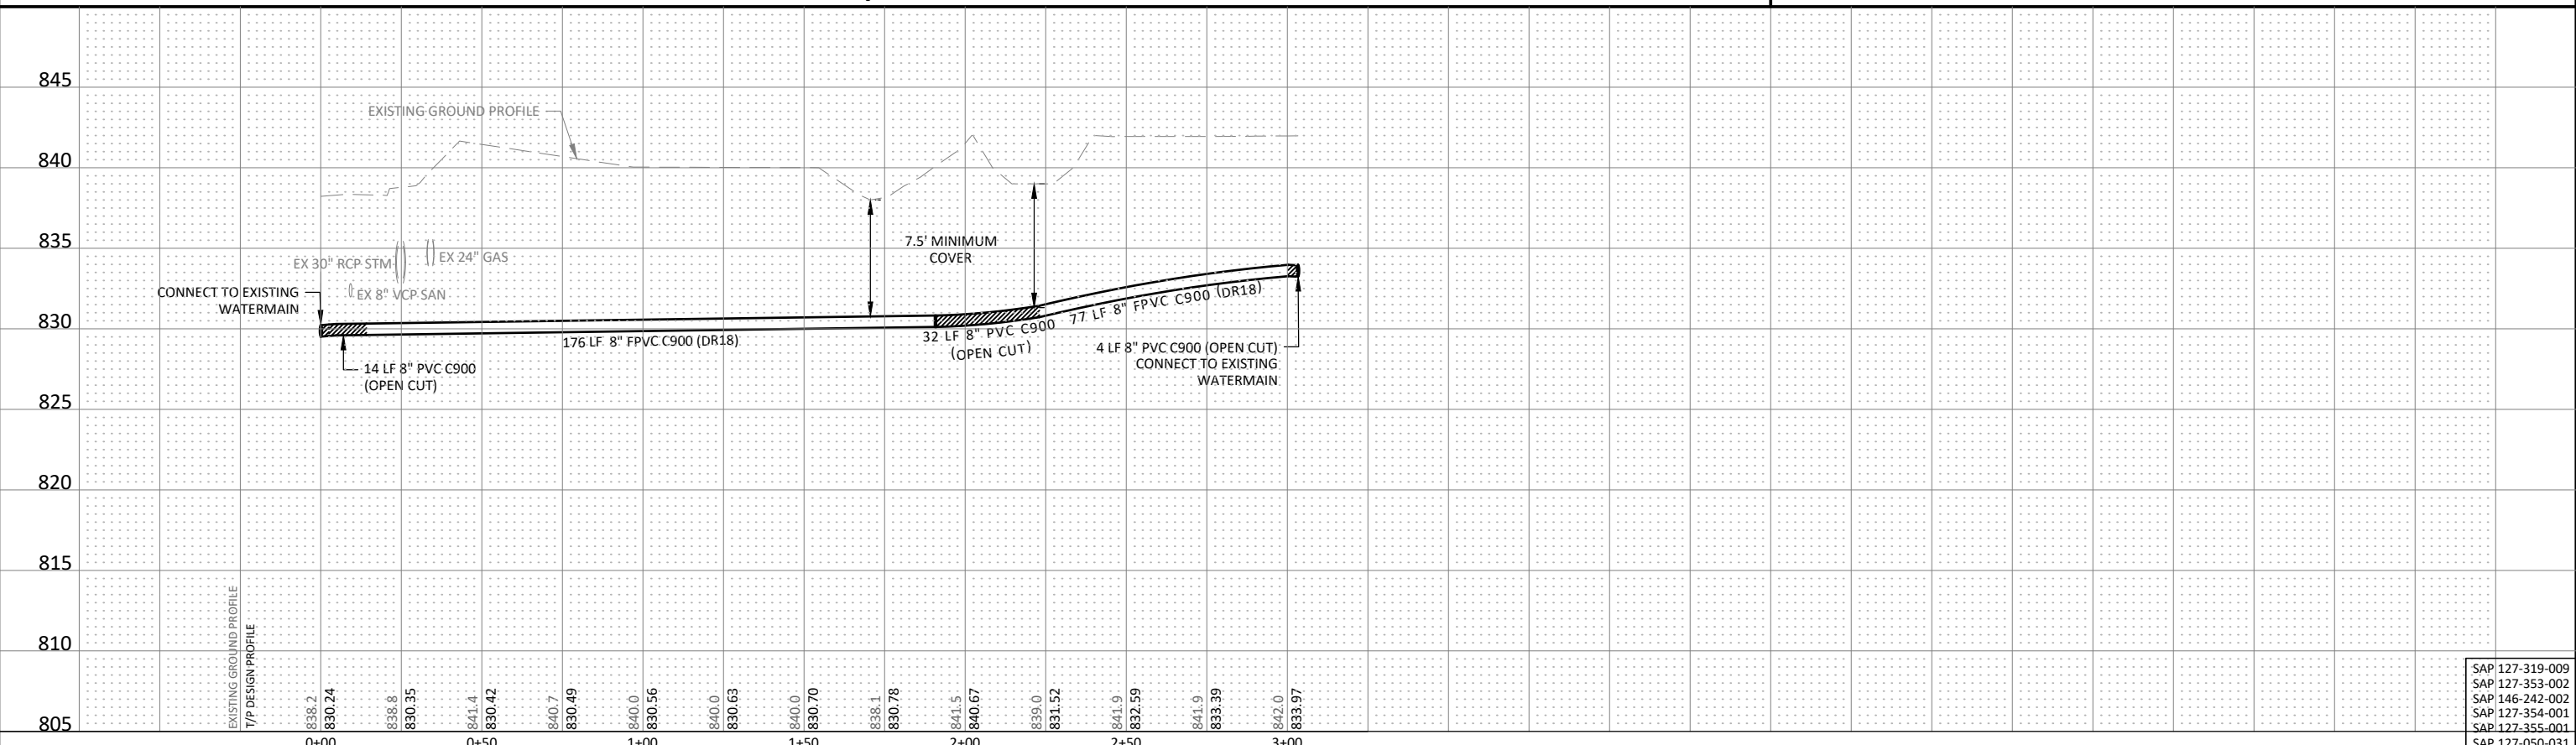 845
840
835
830
825
820
815
810
805
EXISTING GROUND PROFILE
EX 30" RCP STM
EX 24" GAS
EX 8" VCP SAN
CONNECT TO EXISTING
WATERMAIN
14 LF 8" PVC C900
(OPEN CUT)
176 LF 8" FPVC C900 (DR18)
7.5' MINIMUM
COVER
32 LF 8" PVC C900
(OPEN CUT)
77 LF 8" FPVC C900 (DR18)
4 LF 8" PVC C900 (OPEN CUT)
CONNECT TO EXISTING
WATERMAIN
EXISTING GROUND PROFILE
T/P DESIGN PROFILE
838.2
830.24
838.8
830.35
841.4
830.42
840.7
830.49
840.0
830.56
840.0
830.63
840.0
830.70
838.1
830.78
841.5
840.67
839.0
831.52
841.9
832.59
841.9
833.39
842.0
833.97
0+00
0+50
1+00
1+50
2+00
2+50
3+00
SAP 127-319-009
SAP 127-353-002
SAP 146-242-002
SAP 127-354-001
SAP 127-355-001
SAP 127-050-031